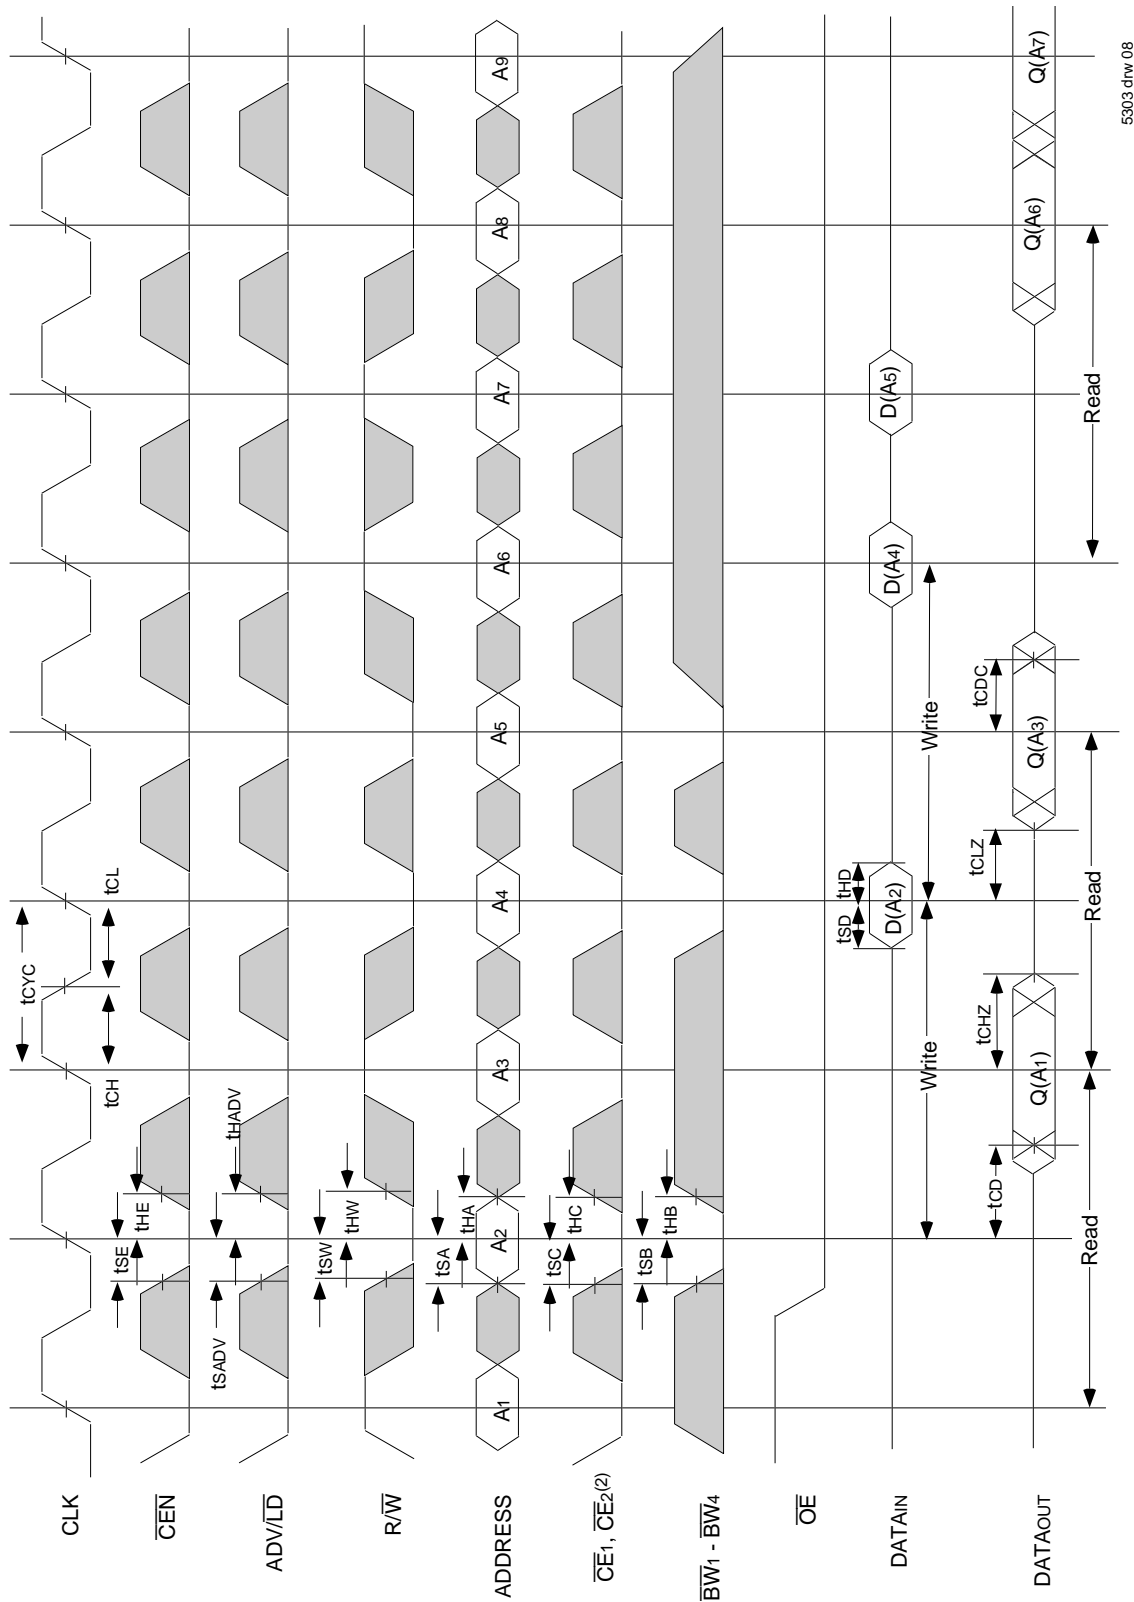 tCYC
CLK
tCH
tCL
tSE
tHE
CEN
tSADV
tHADV
ADV/LD
tSW
tHW
R/W
tSA
tHA
ADDRESS
A1
A2
A3
A4
A5
A6
A7
A8
A9
tSC
tHC
CE1, CE2(2)
tSB
tHB
BW1 - BW4
OE
tSD
tHD
DATAIN
D(A2)
D(A4)
D(A5)
Write
Write
tCD
tCHZ
tCLZ
tCDC
DATAOUT
Q(A1)
Q(A3)
Q(A6)
Q(A7)
Read
Read
Read
5303 drw 08